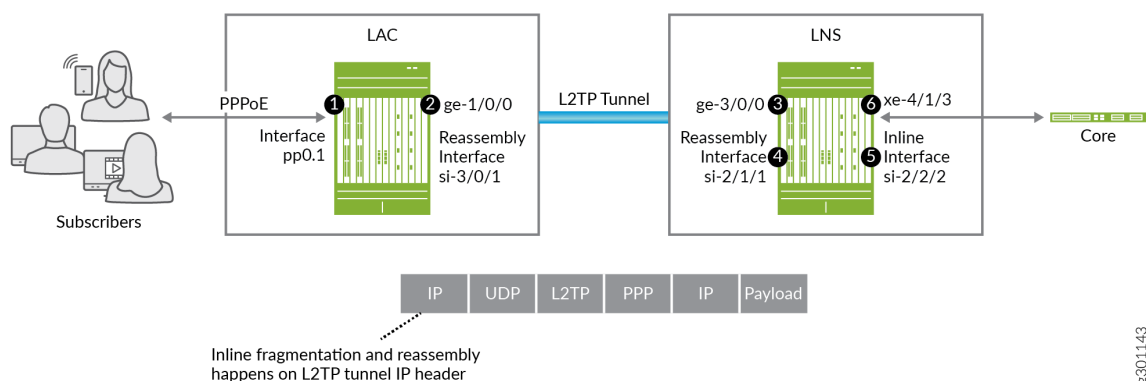 LAC
LNS
PPPoE
1
2
ge-1/0/0
L2TP Tunnel
ge-3/0/0
3
6
xe-4/1/3
Interface
pp0.1
Reassembly
Interface
si-3/0/1
Reassembly
Interface
si-2/1/1
4
5
Inline
Interface
si-2/2/2
Core
Subscribers
IP
UDP
L2TP
PPP
IP
Payload
Inline fragmentation and reassembly
happens on L2TP tunnel IP header